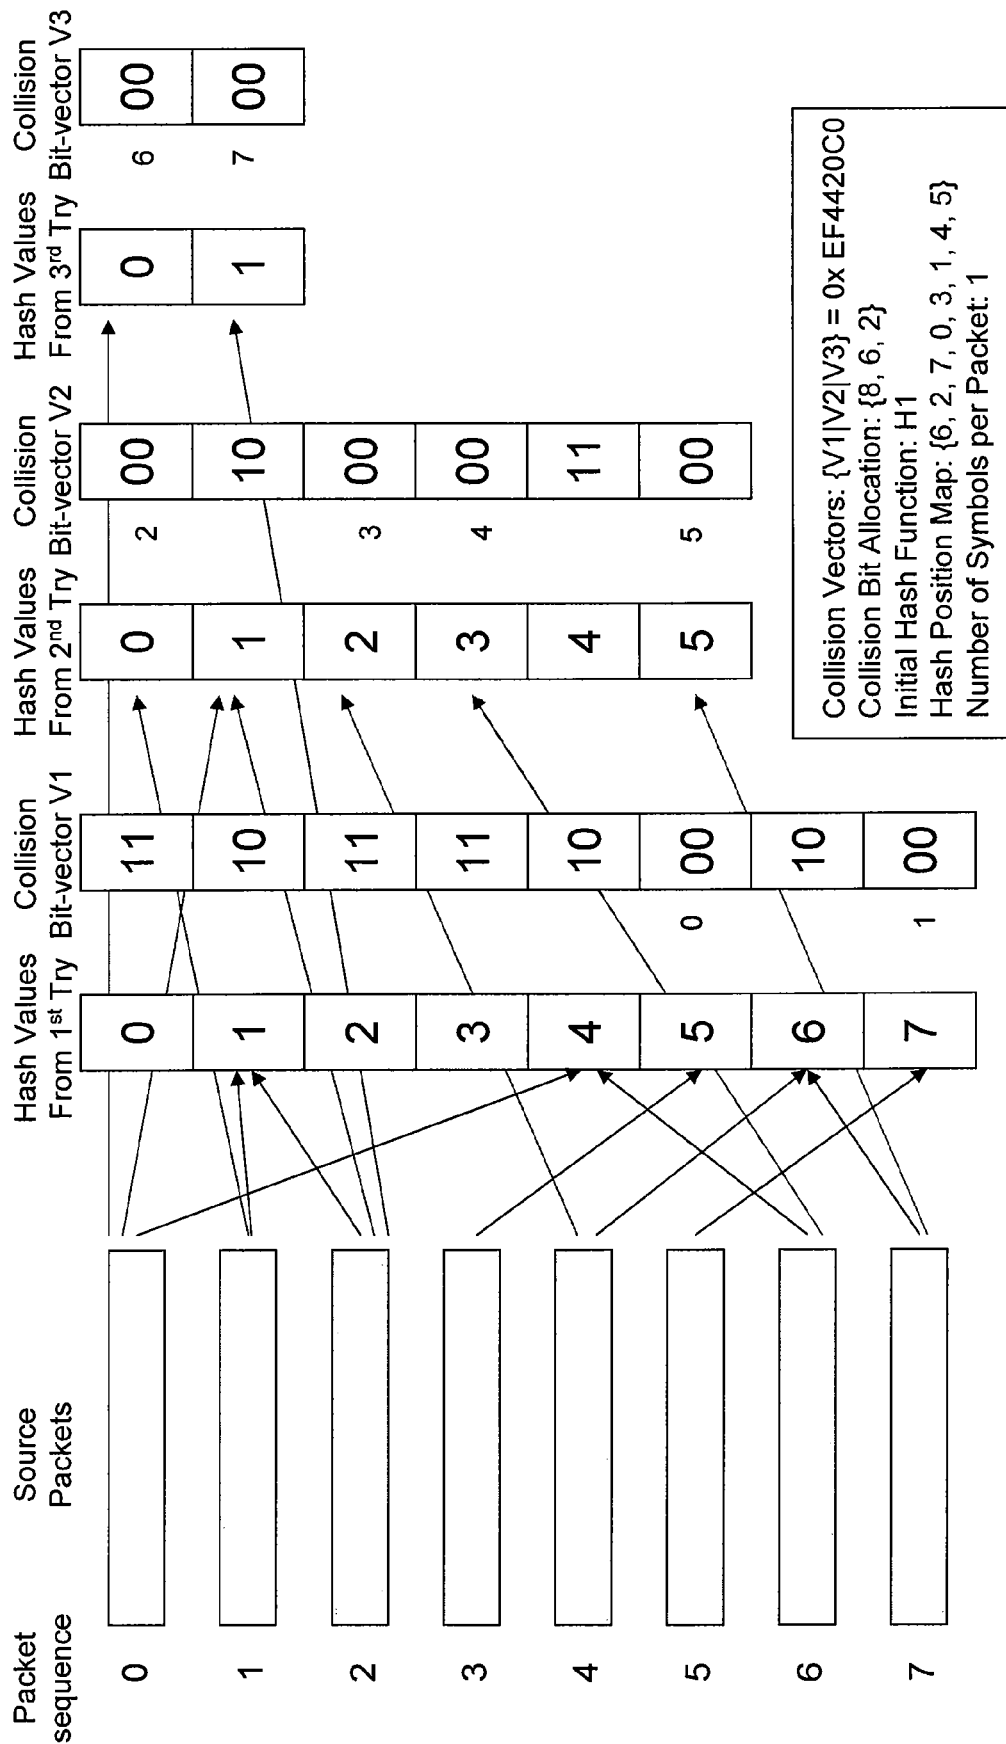 Packet sequence
Source Packets
Hash Values From 1st Try
Collision Bit-vector V1
Hash Values From 2nd Try
Collision Bit-vector V2
Hash Values From 3rd Try
Collision Bit-vector V3
0 0 11 0 2 00 0 6 00
1 1 10 1 10 1 7 00
2 2 11 2 3 00
3 3 11 3 4 00
4 4 10 4 11
5 5 0 00 5 5 00
6 6 10
7 7 1 00
Collision Vectors: {V1|V2|V3} = 0x EF4420C0
Collision Bit Allocation: {8, 6, 2}
Initial Hash Function: H1
Hash Position Map: {6, 2, 7, 0, 3, 1, 4, 5}
Number of Symbols per Packet: 1